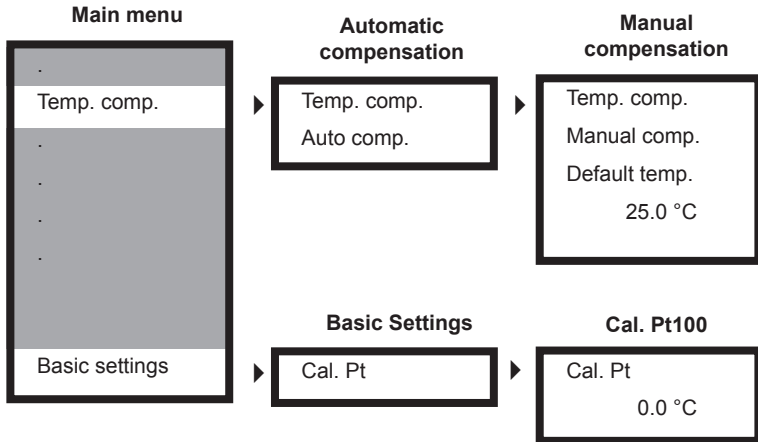 Main menu
.
Temp. comp.
.
.
.
.
Basic settings
Automatic
compensation
Temp. comp.
Auto comp.
Manual
compensation
Temp. comp.
Manual comp.
Default temp.
25.0 °C
Basic Settings
Cal. Pt
Cal. Pt100
Cal. Pt
0.0 °C